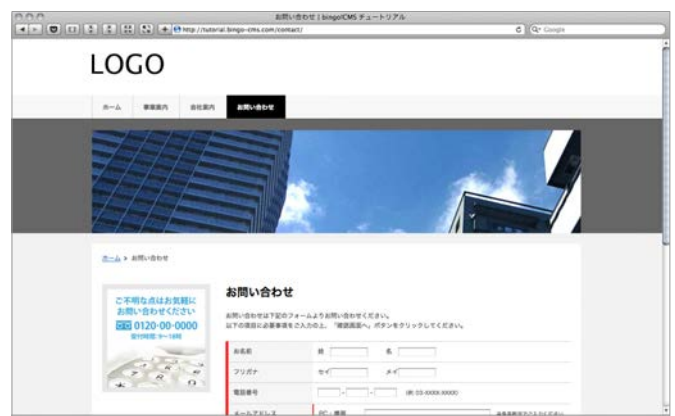 お問い合わせ | bingo!CMS チュートリアル
http://tutorial.bingo-cms.com/contact/
Google
LOGO
ホーム 事業案内 会社案内 お問い合わせ
ホーム > お問い合わせ
ご不明な点はお気軽に
お問い合わせください
0120-00-0000
受付時間:9〜18時
お問い合わせ
お問い合わせは下記のフォームよりお問い合わせください。
以下の項目に必要事項をご入力の上、「確認画面へ」ボタンをクリックしてください。
お名前 姓 名
フリガナ セイ メイ
電話番号 - - (例: 03-XXXX-XXXX)
メールアドレス PC・携帯